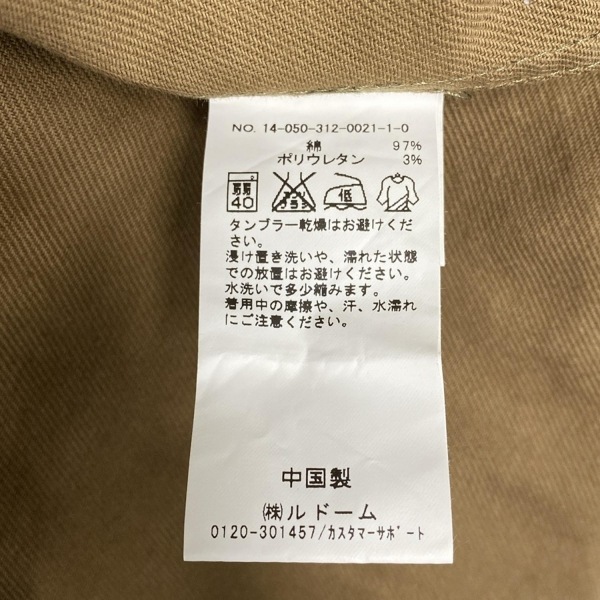 NO. 14-050-312-0021-1-0
綿 97%
ポリウレタン 3%
40 低
タンブラー乾燥はお避けくだ
さい。
浸け置き洗いや、濡れた状態
での放置はお避けください。
水洗いで多少縮みます。
着用中の摩擦や、汗、水濡れ
にご注意ください。
中国製
㈱ルドーム
0120-301457/カスタマーサポート